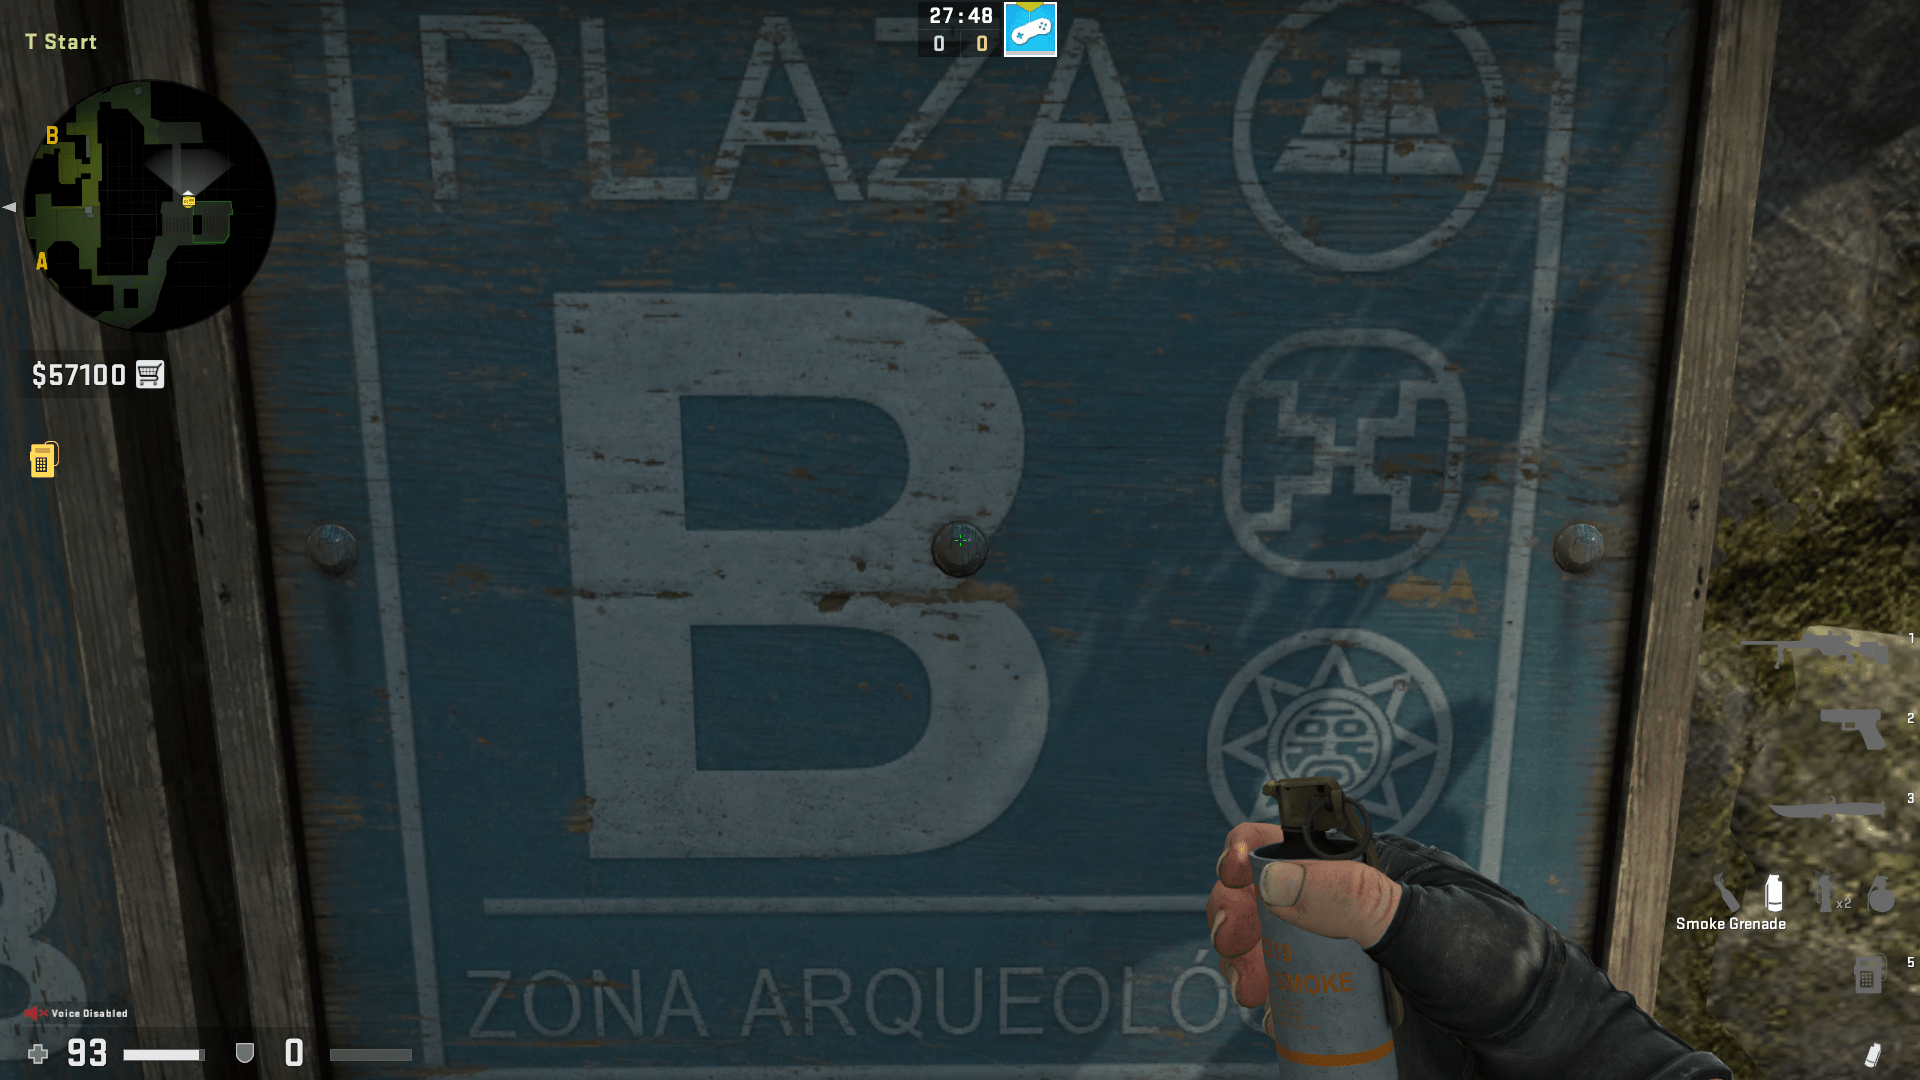 T Start
27:48
0 0
B
A
$57100
PLAZA
B
ZONA ARQUEOLÓ
B
1
2
3
x2
Smoke Grenade
5
SMOKE
Voice Disabled
93
0